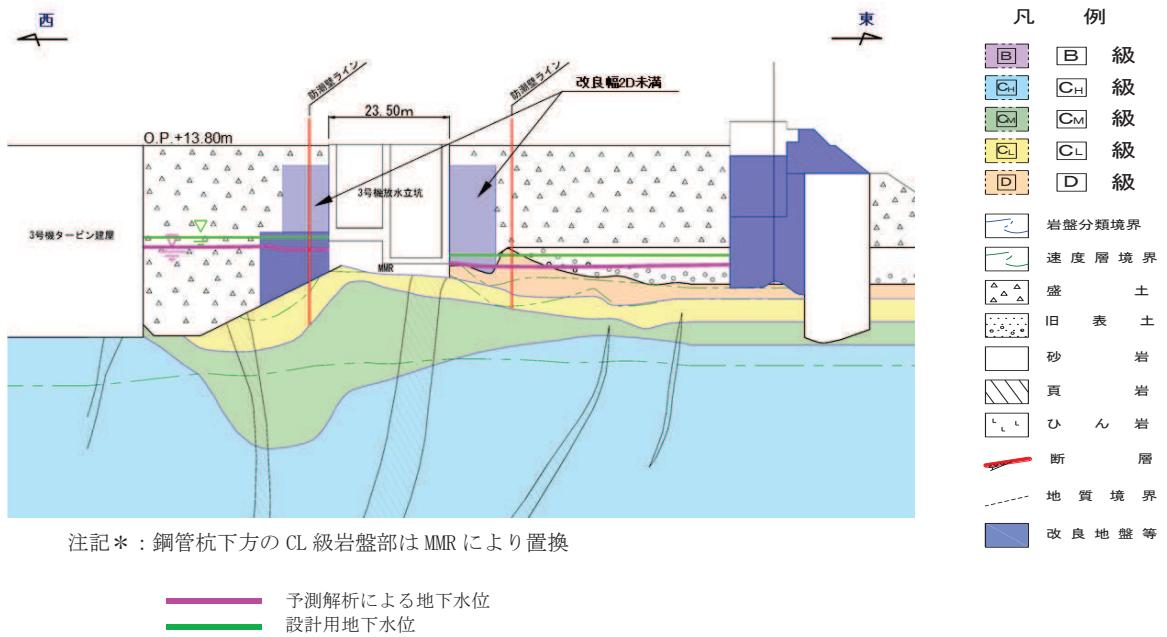 西
東
防潮壁ライン
防潮壁ライン
改良幅2D未満
23.50m
O.P.+13.80m
3号機放水立坑
3号機タービン建屋
MMR
凡 例
B B 級
CH CH 級
CM CM 級
CL CL 級
D D 級
岩盤分類境界
速度層境界
盛土
旧表土
砂岩
頁岩
ひん岩
断層
地質境界
改良地盤等
注記＊：鋼管杭下方の CL 級岩盤部は MMR により置換
予測解析による地下水位
設計用地下水位